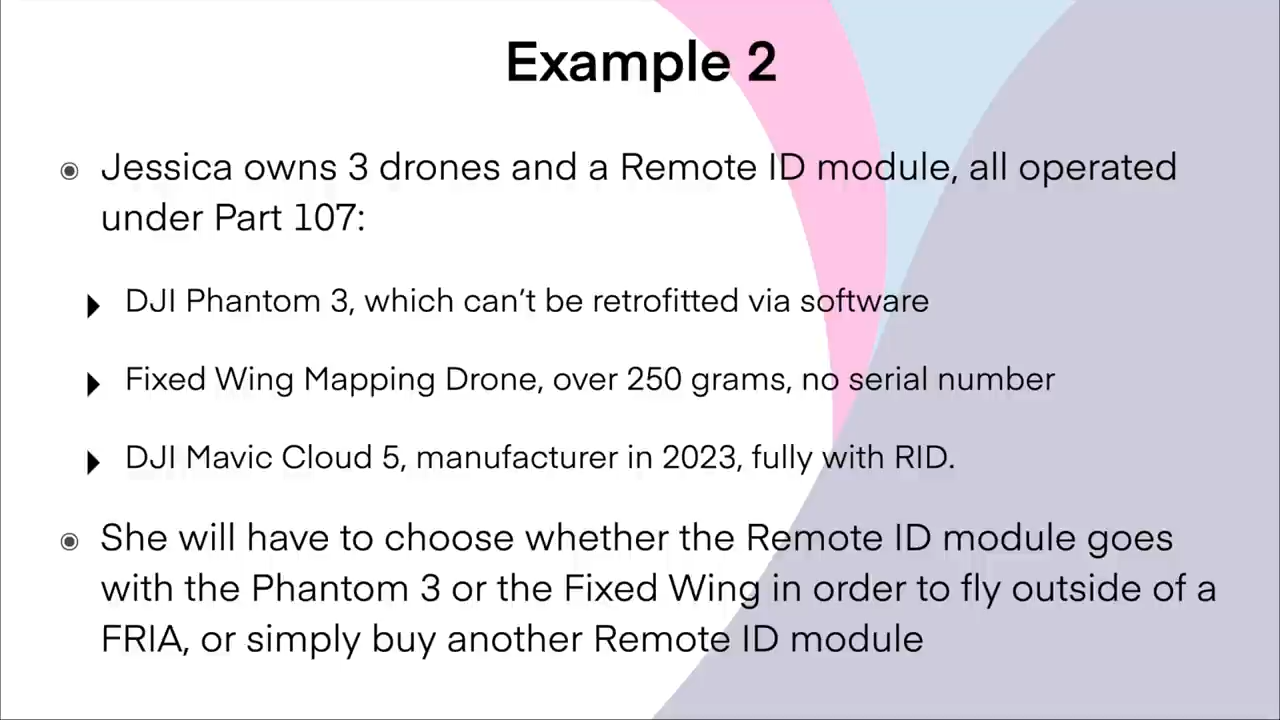 Example 2
Jessica owns 3 drones and a Remote ID module, all operated
under Part 107:
DJI Phantom 3, which can’t be retrofitted via software
Fixed Wing Mapping Drone, over 250 grams, no serial number
DJI Mavic Cloud 5, manufacturer in 2023, fully with RID.
She will have to choose whether the Remote ID module goes
with the Phantom 3 or the Fixed Wing in order to fly outside of a
FRIA, or simply buy another Remote ID module